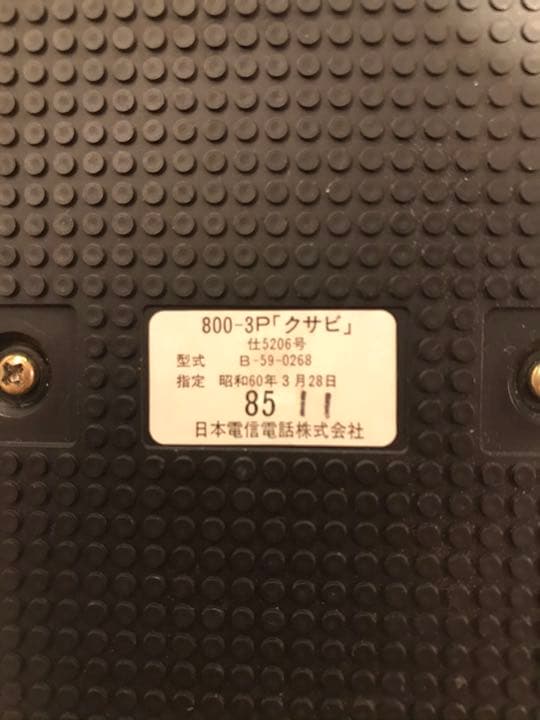 800-3P「クサビ」
仕5206号
型式 B-59-0268
指定 昭和60年3月28日
85 11
日本電信電話株式会社